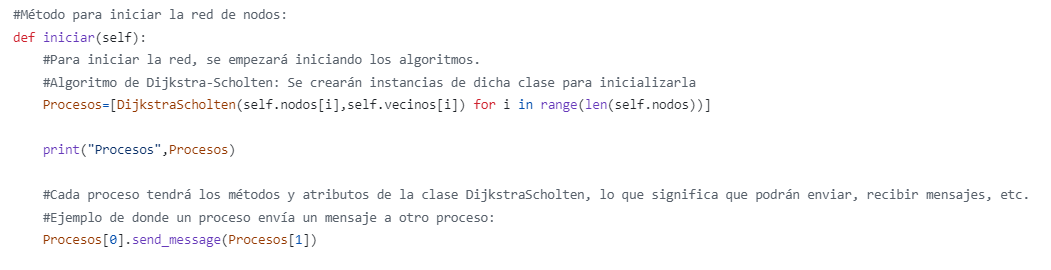 #Método para iniciar la red de nodos:
def iniciar(self):
    #Para iniciar la red, se empezará iniciando los algoritmos.
    #Algoritmo de Dijkstra-Scholten: Se crearán instancias de dicha clase para inicializarla
    Procesos=[DijkstraScholten(self.nodos[i],self.vecinos[i]) for i in range(len(self.nodos))]
    print("Procesos",Procesos)
    #Cada proceso tendrá los métodos y atributos de la clase DijkstraScholten, lo que significa que podrán enviar, recibir mensajes, etc.
    #Ejemplo de donde un proceso envía un mensaje a otro proceso:
    Procesos[0].send_message(Procesos[1])